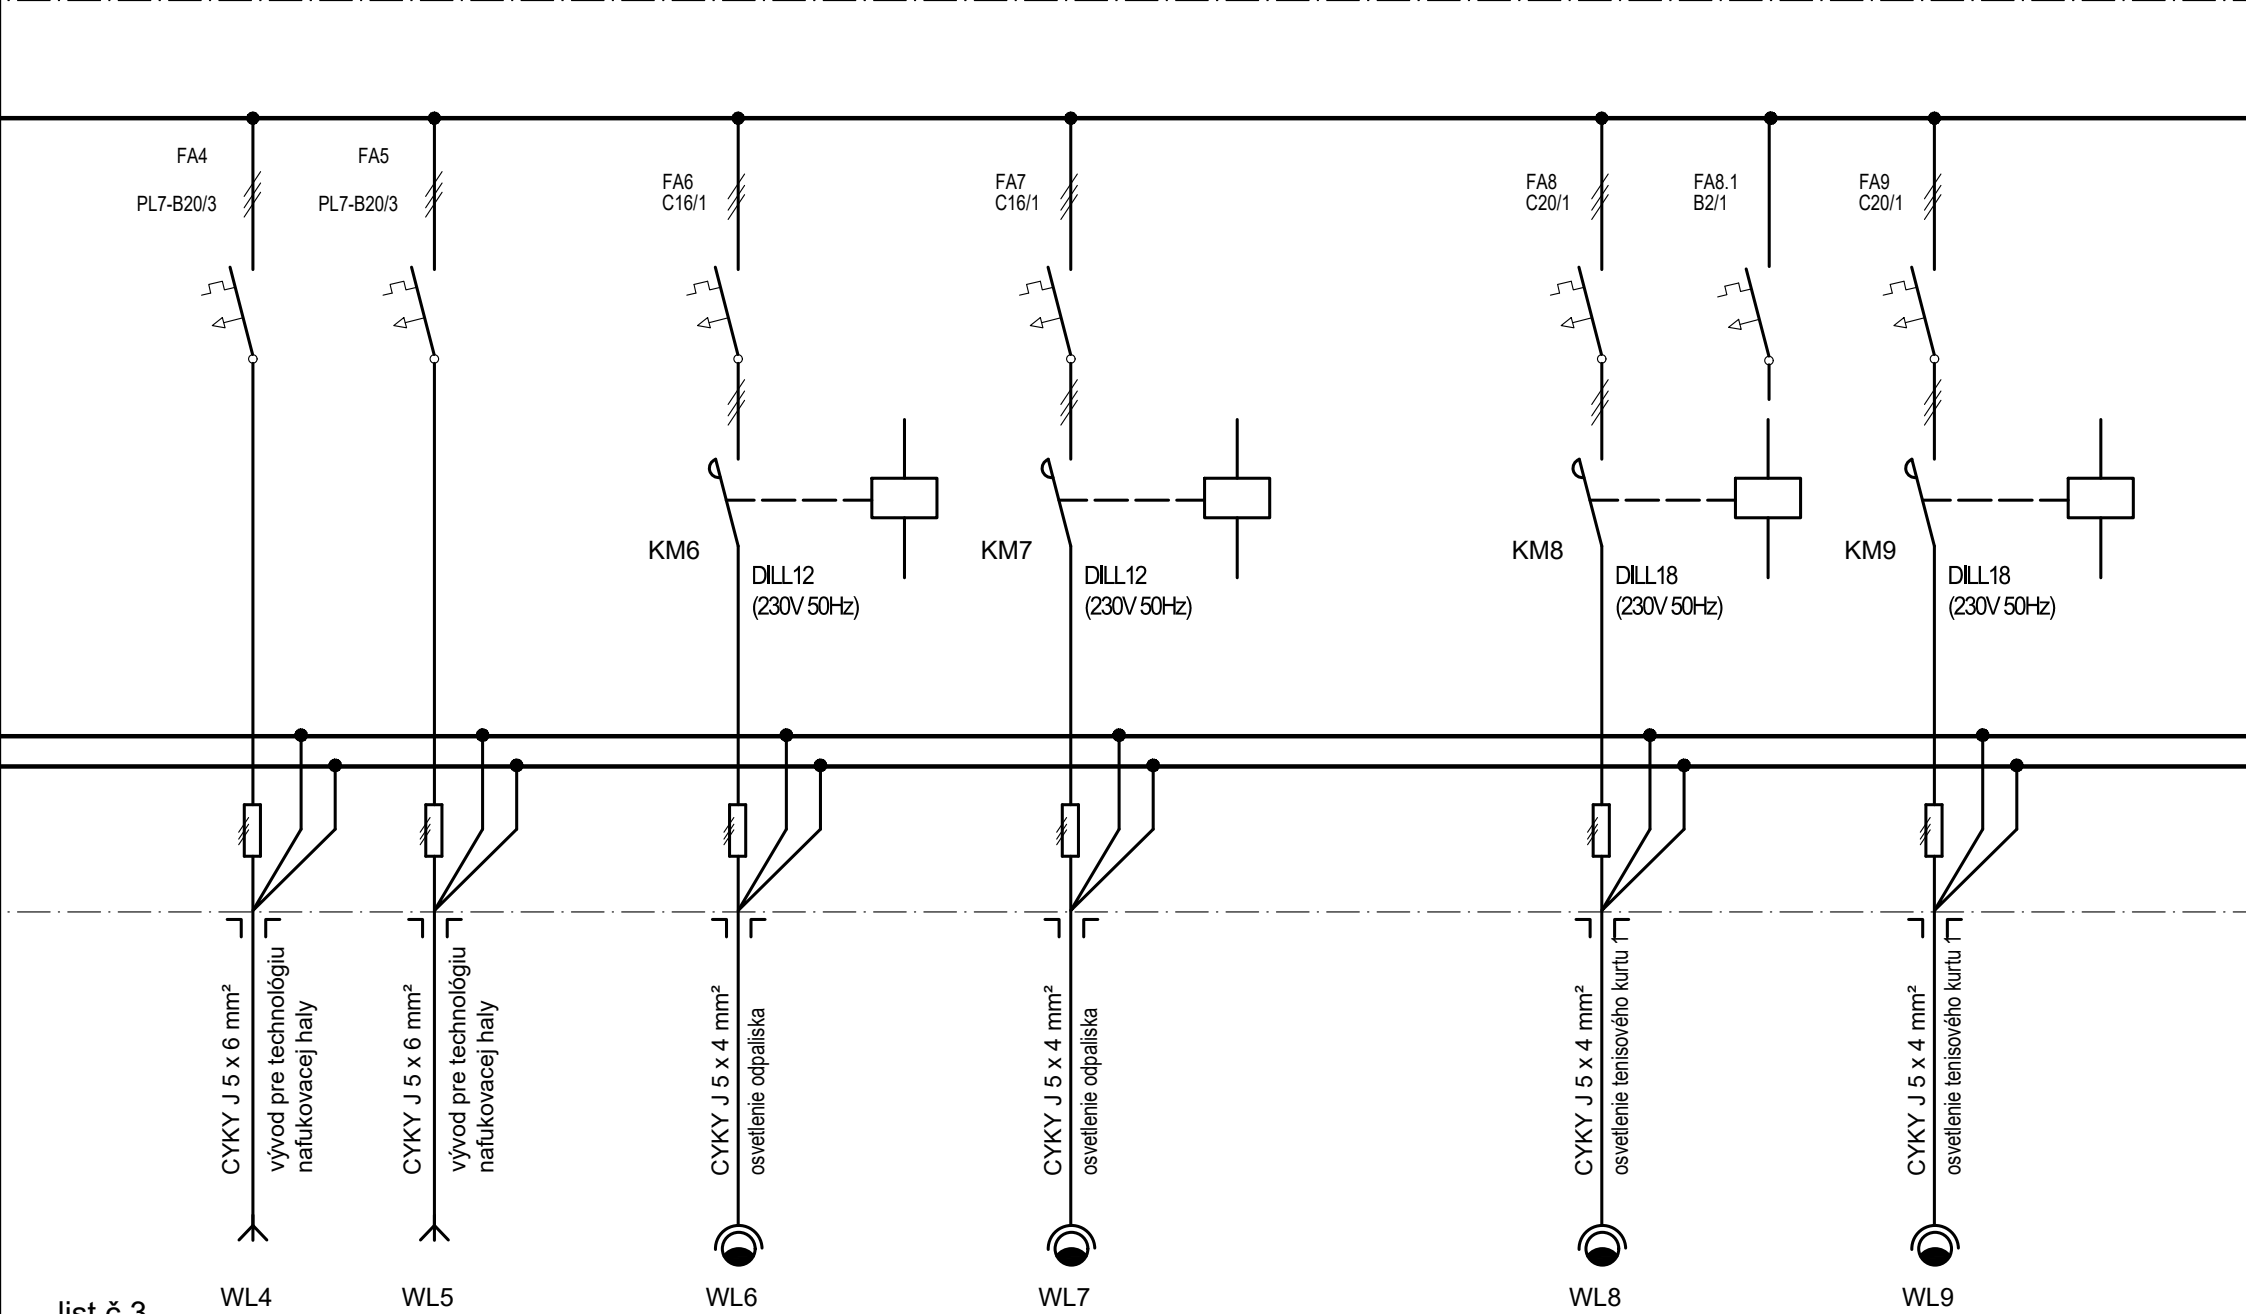 FA4
PL7-B20/3
FA5
PL7-B20/3
FA6
C16/1
FA7
C16/1
FA8
C20/1
FA8.1
B2/1
FA9
C20/1
KM6
DILL12
(230V 50Hz)
KM7
DILL12
(230V 50Hz)
KM8
DILL18
(230V 50Hz)
KM9
DILL18
(230V 50Hz)
CYKY J 5 x 6 mm²
vývod pre technológiu
nafukovacej haly
CYKY J 5 x 6 mm²
vývod pre technológiu
nafukovacej haly
CYKY J 5 x 4 mm²
osvetlenie odpaliska
CYKY J 5 x 4 mm²
osvetlenie odpaliska
CYKY J 5 x 4 mm²
osvetlenie tenisového kurtu 1
CYKY J 5 x 4 mm²
osvetlenie tenisového kurtu 1
WL4
WL5
WL6
WL7
WL8
WL9
list č.3